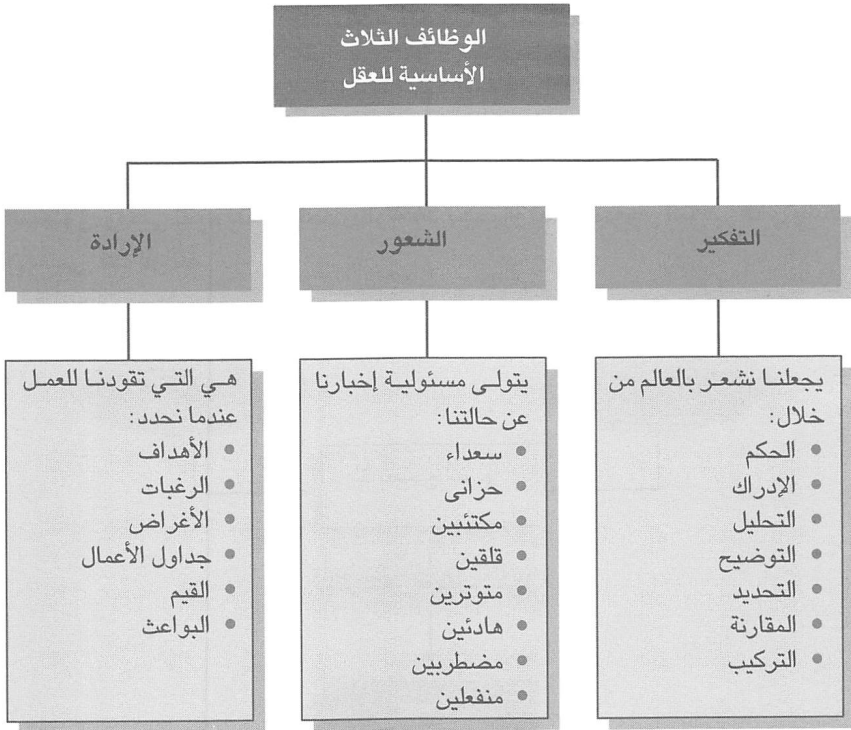 الوظائف الثلاث
الأساسية للعقل
التفكير
يجعلنا نشعر بالعالم من
خلال:
• الحكم
• الإدراك
• التحليل
• التوضيح
• التحديد
• المقارنة
• التركيب
الشعور
يتولى مسئولية إخبارنا
عن حالتنا:
• سعداء
• حزانى
• مكتئبين
• قلقين
• متوترين
• هادئين
• مضطربين
• منفعلين
الإرادة
هي التي تقودنا للعمل
عندما نحدد:
• الأهداف
• الرغبات
• الأغراض
• جداول الأعمال
• القيم
• البواعث